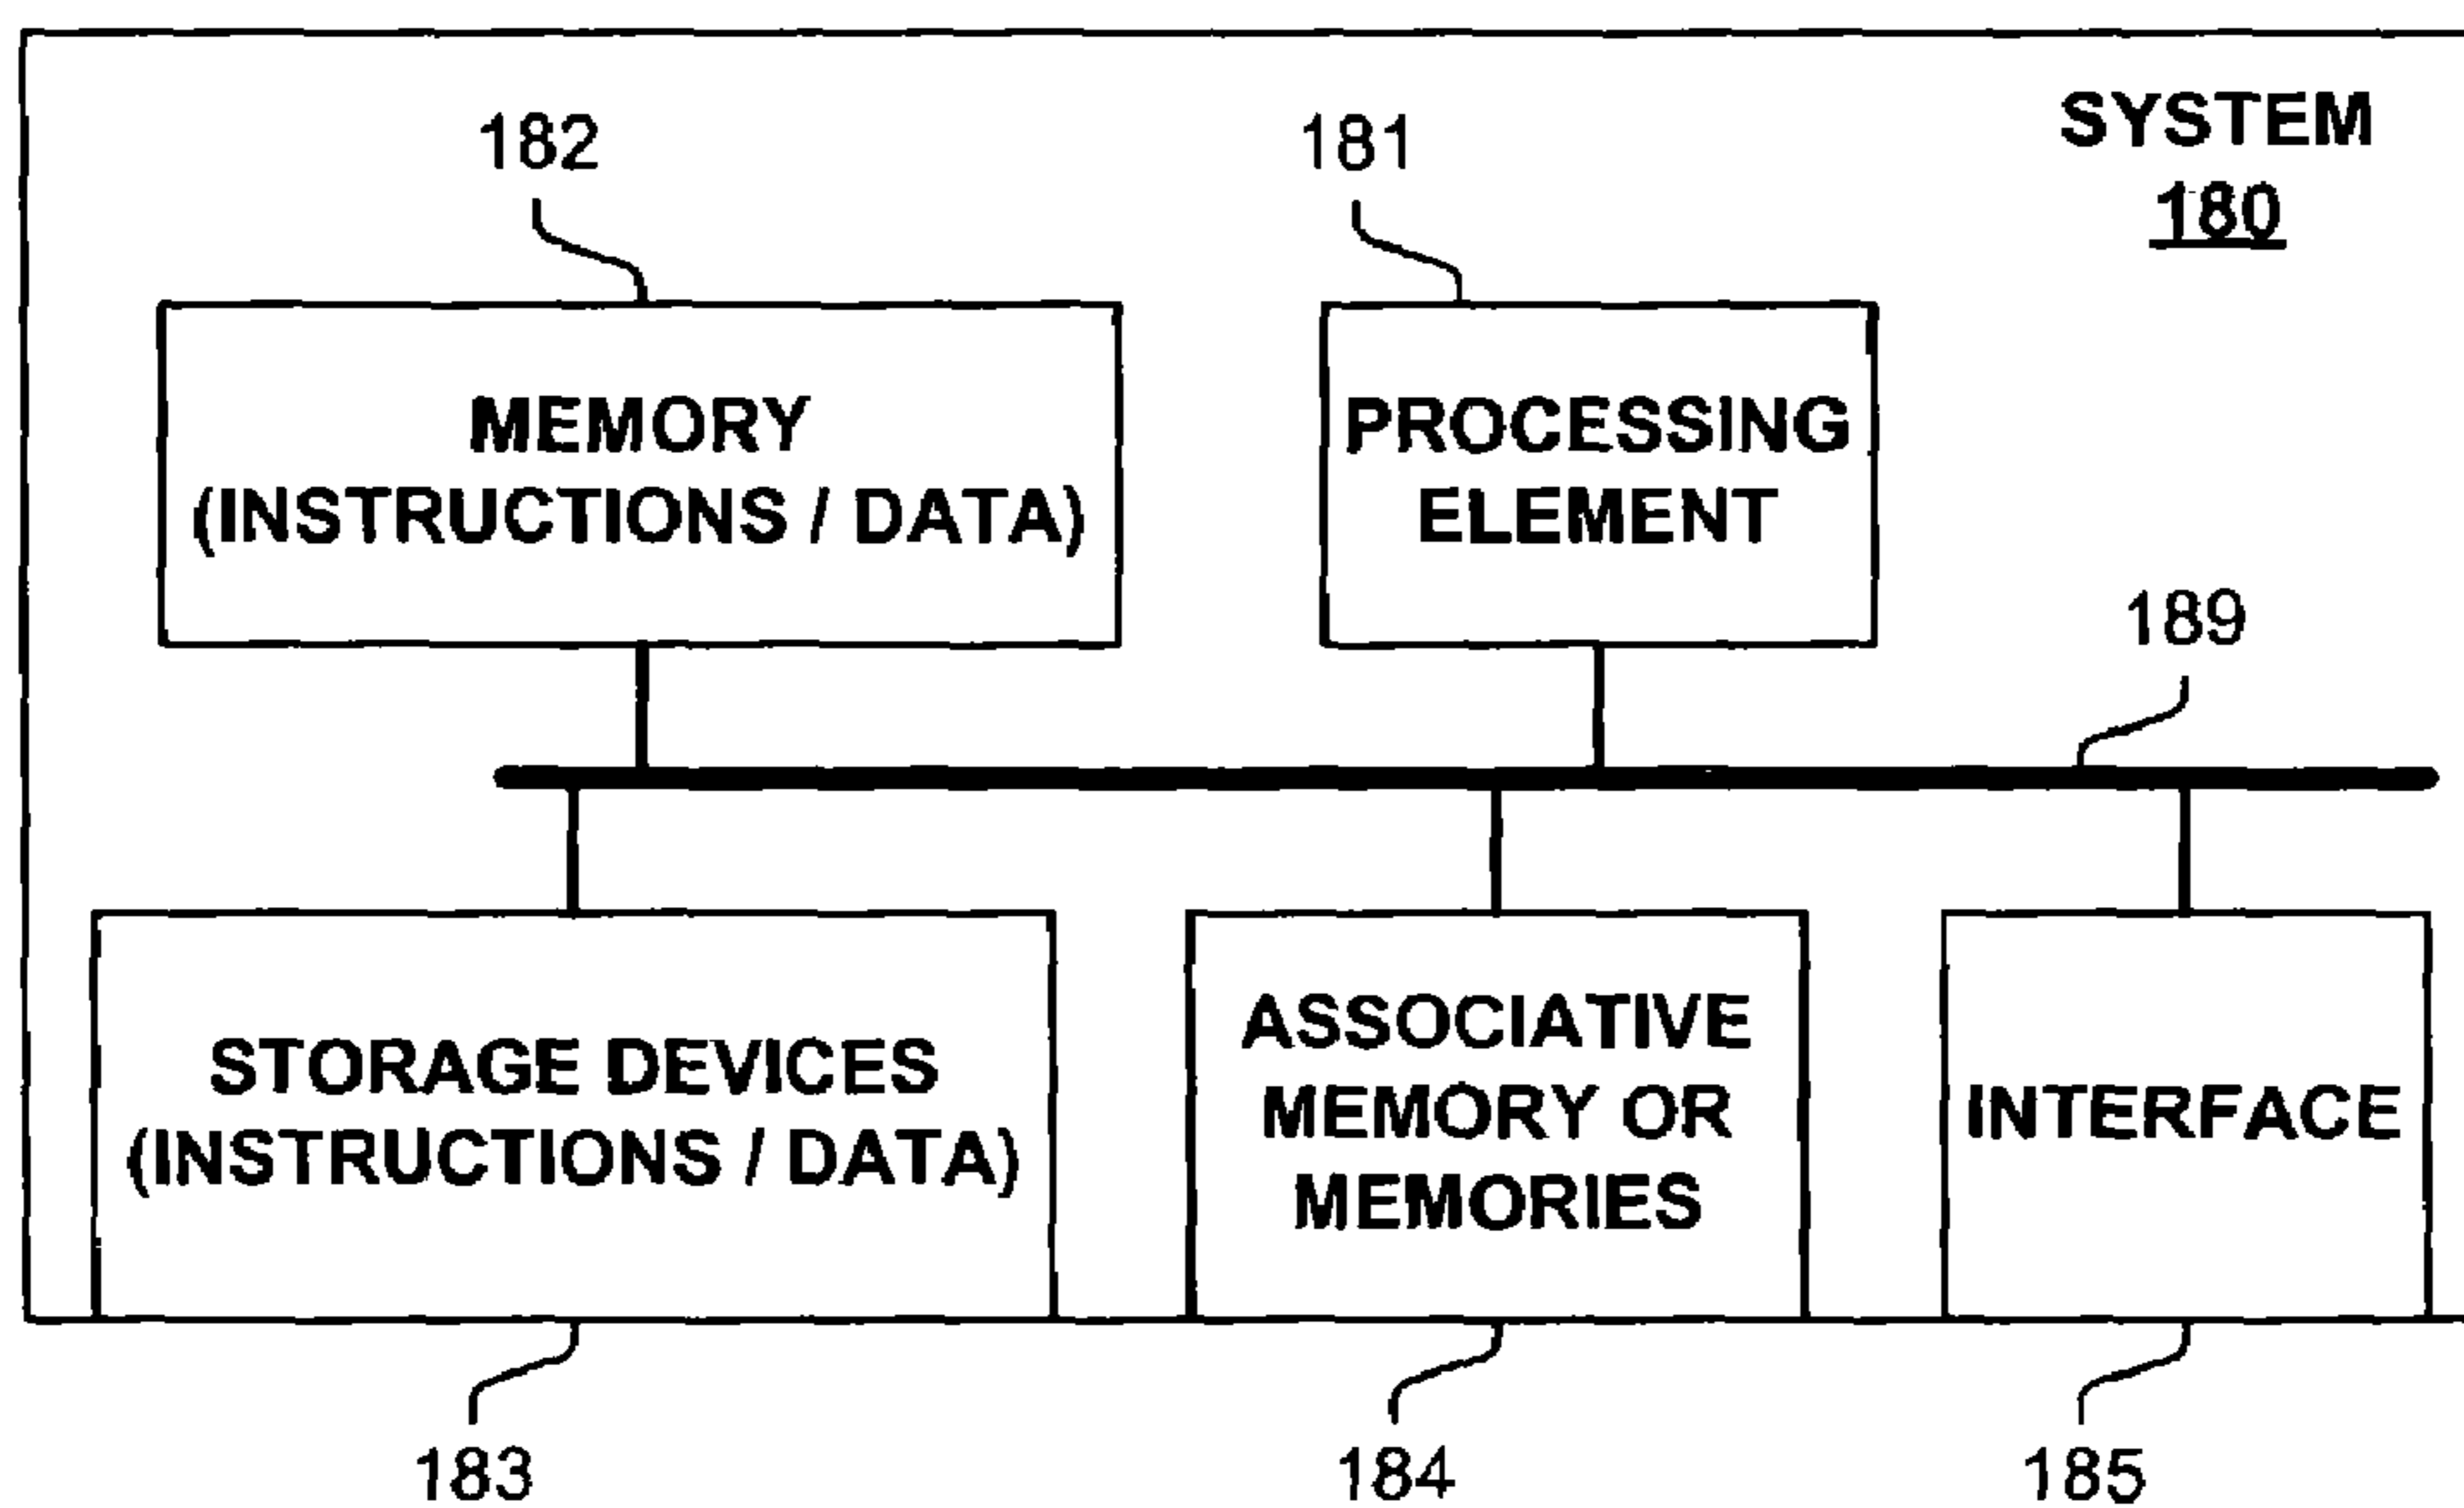 SYSTEM
180
182
181
MEMORY
(INSTRUCTIONS / DATA)
PROCESSING
ELEMENT
189
STORAGE DEVICES
(INSTRUCTIONS / DATA)
ASSOCIATIVE
MEMORY OR
MEMORIES
INTERFACE
183
184
185